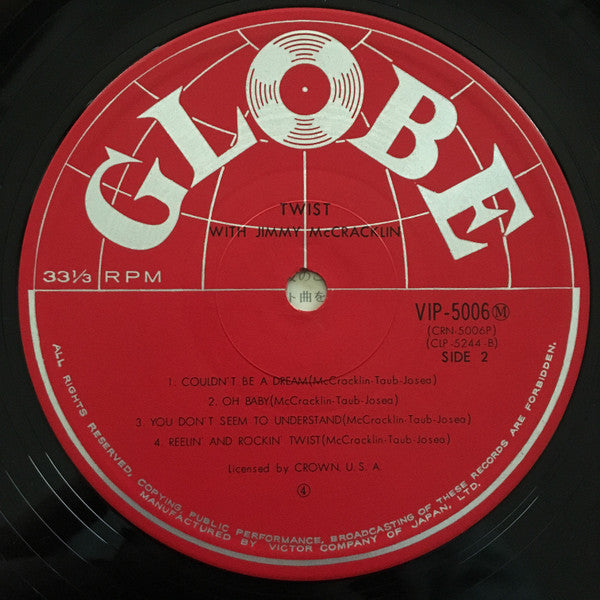 GLOBE
TWIST
WITH JIMMY McCRACKLIN
33⅓ RPM
ト曲を
VIP-5006Ⓜ
(CRN-5006P)
(CLP-5244-B)
SIDE 2
1. COULDN'T BE A DREAM(McCracklin-Taub-Josea)
2. OH BABY(McCracklin-Taub-Josea)
3. YOU DON'T SEEM TO UNDERSTAND(McCracklin-Taub-Josea)
4. REELIN' AND ROCKIN' TWIST(McCracklin-Taub-Josea)
Licensed by CROWN, U. S. A.
④
ALL RIGHTS RESERVED, COPYING, PUBLIC PERFORMANCE, BROADCASTING OF THESE RECORDS ARE FORBIDDEN.
MANUFACTURED BY VICTOR COMPANY OF JAPAN, LTD.